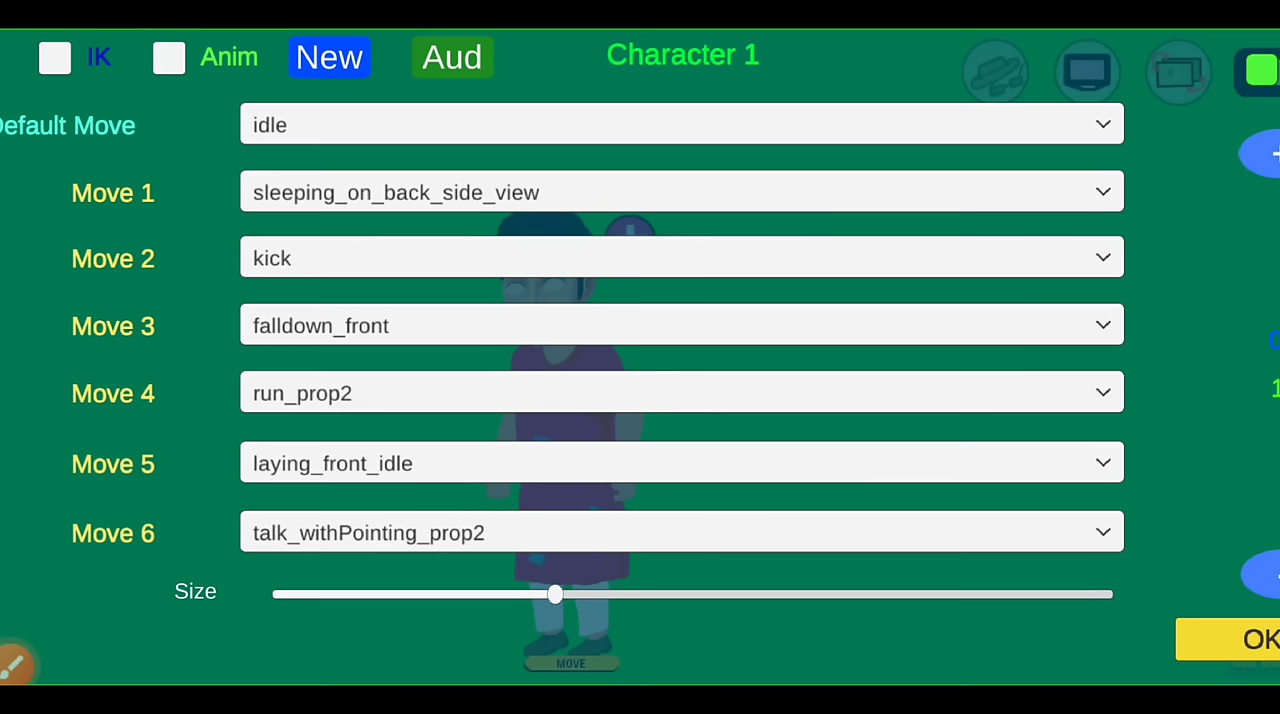 IK Anim New Aud Character 1
Default Move idle
Move 1 sleeping_on_back_side_view
Move 2 kick
Move 3 falldown_front
Move 4 run_prop2
Move 5 laying_front_idle
Move 6 talk_withPointing_prop2
Size
MOVE
OK